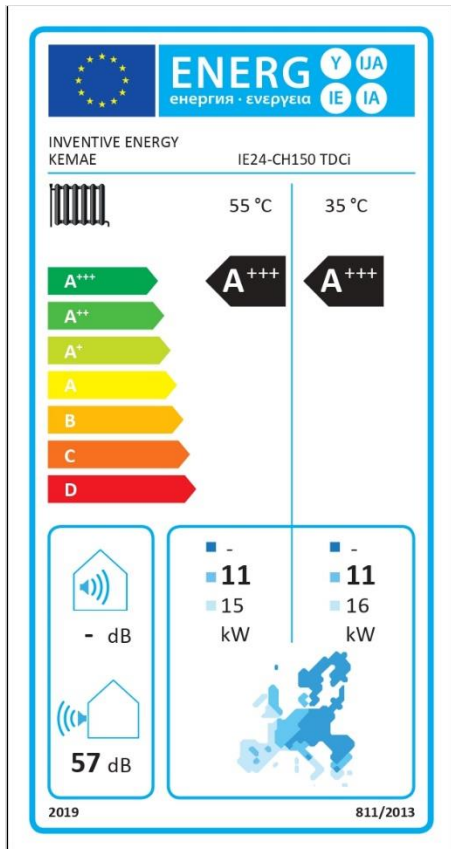 ENERG Y IJA
енергия · ενεργεια IE IA
INVENTIVE ENERGY
KEMAE IE24-CH150 TDCi
55 °C 35 °C
A+++ A+++
A+++
A++
A+
A
B
C
D
- -
11 11
15 16
kW kW
- dB
57 dB
2019 811/2013